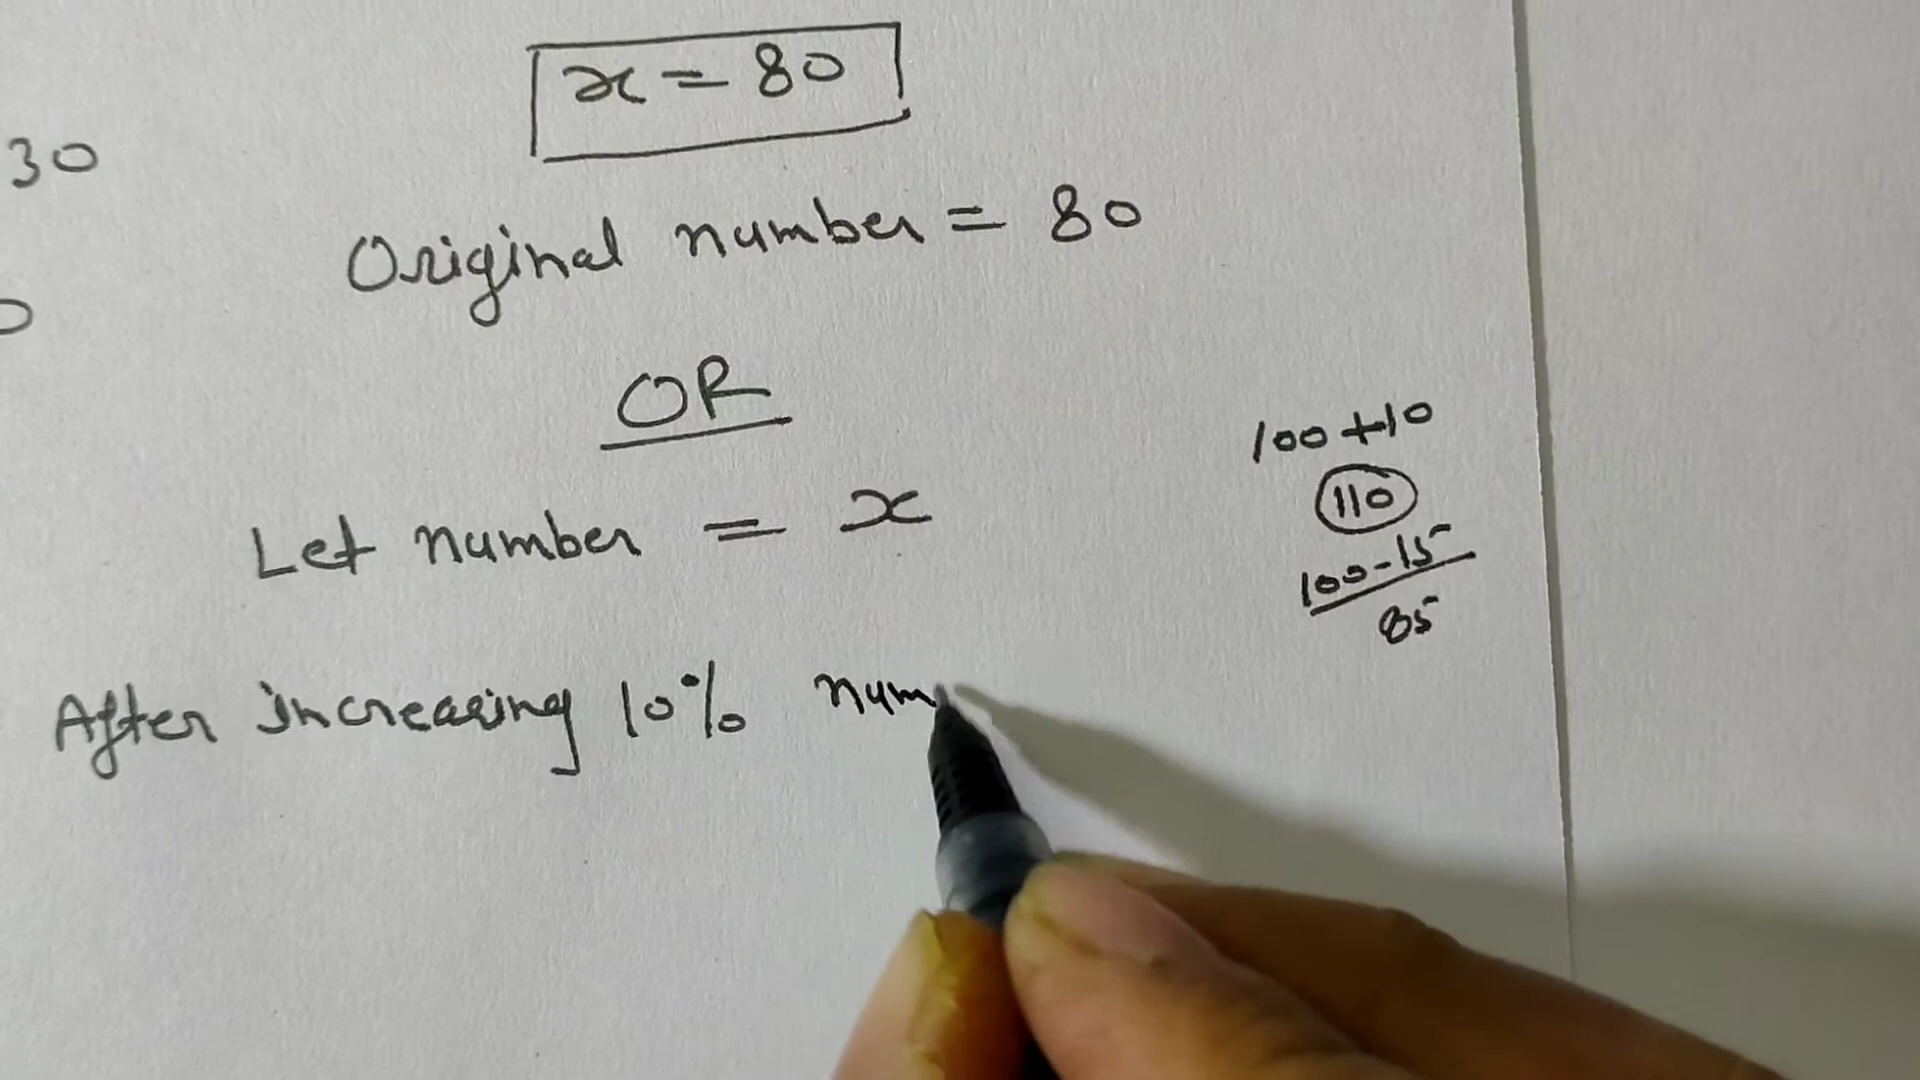 x = 80
30
Original number = 80
OR
100 + 10
110
Let number = x
100 - 15
85
After increasing 10% num